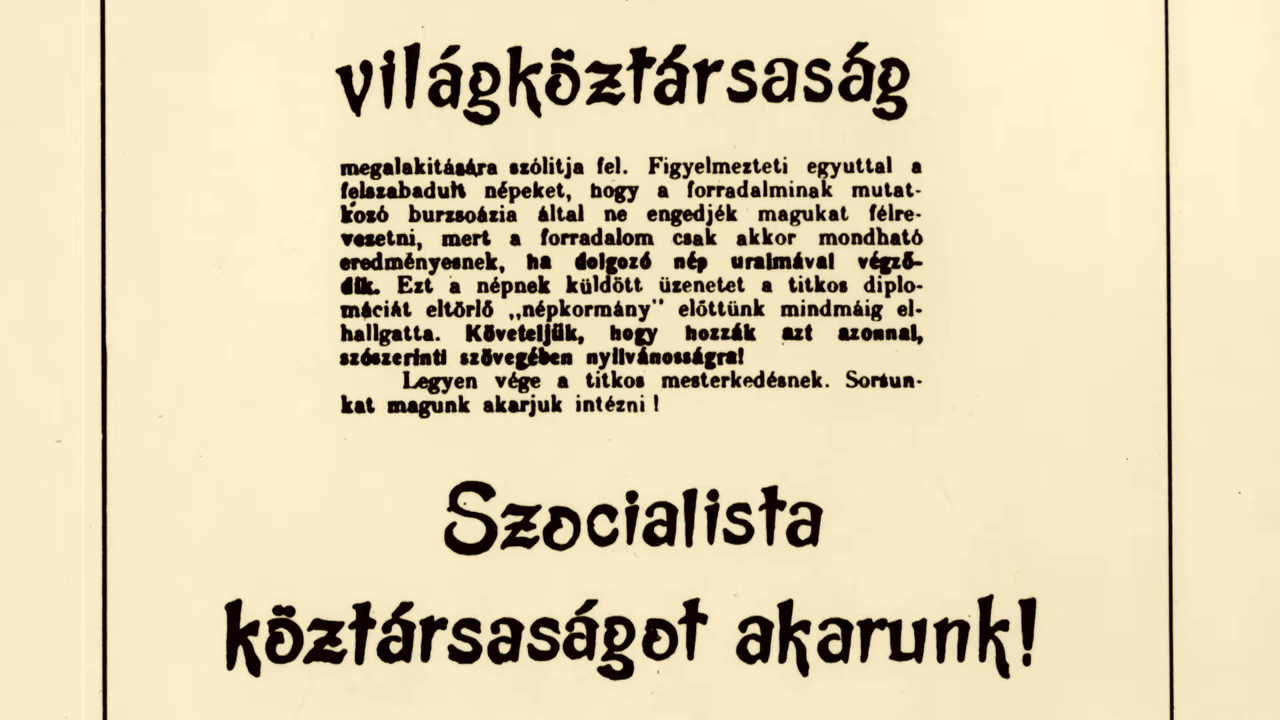 világköztársaság
megalakitására szólitja fel. Figyelmezteti egyuttal a
felszabadult népeket, hogy a forradalminak mutat-
kozó burzsoázia által ne engedjék magukat félre-
vezetni, mert a forradalom csak akkor mondható
eredményesnek, ha dolgozó nép uralmával végző-
dik. Ezt a népnek küldött üzenetet a titkos diplo-
máciát eltörlő „népkormány” előttünk mindmáig el-
hallgatta. Követeljük, hogy hozzák azt azonnal,
szószerinti szövegében nyilvánosságra!
Legyen vége a titkos mesterkedésnek. Sorsun-
kat magunk akarjuk intézni!
Szocialista
köztársaságot akarunk!